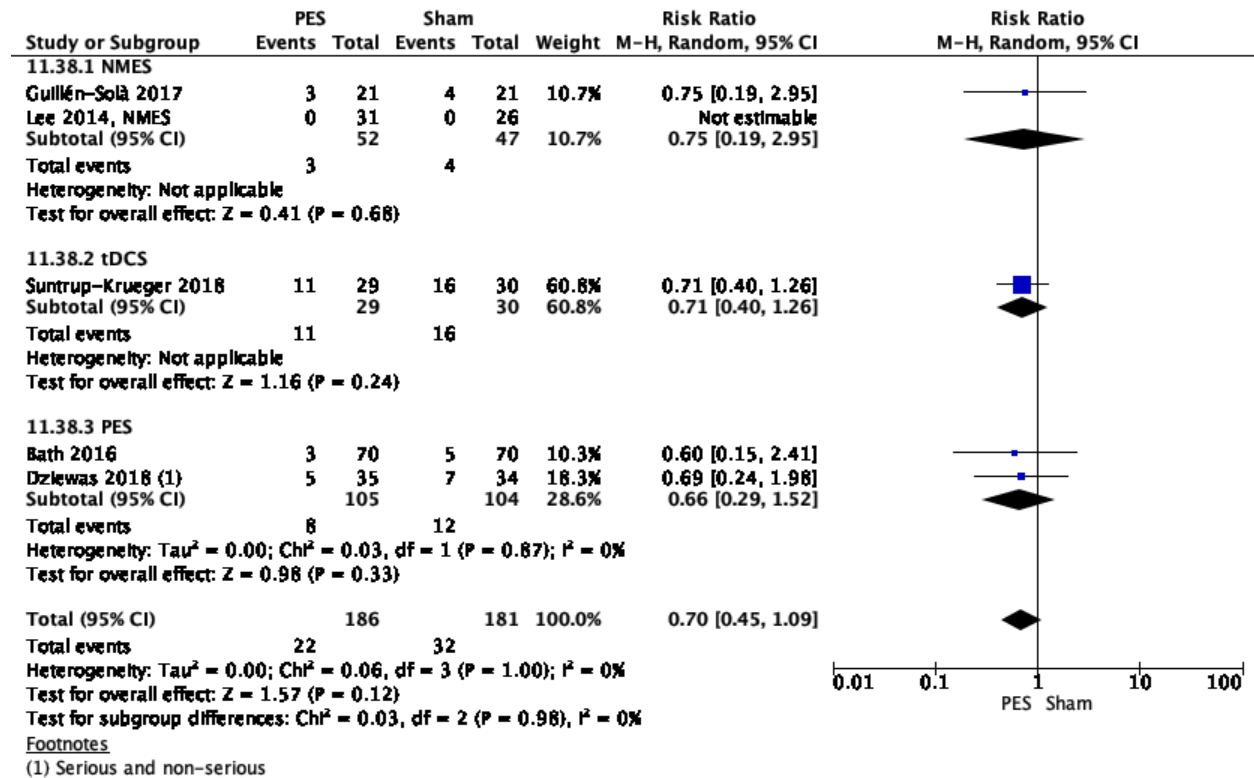 PES Sham Risk Ratio Risk Ratio
Study or Subgroup Events Total Events Total Weight M-H, Random, 95% CI M-H, Random, 95% CI
11.38.1 NMES
Guillén-Solà 2017 3 21 4 21 10.7% 0.75 [0.19, 2.95]
Lee 2014, NMES 0 31 0 26 Not estimable
Subtotal (95% CI) 52 47 10.7% 0.75 [0.19, 2.95]
Total events 3 4
Heterogeneity: Not applicable
Test for overall effect: Z = 0.41 (P = 0.68)
11.38.2 tDCS
Suntrup-Krueger 2018 11 29 16 30 60.8% 0.71 [0.40, 1.26]
Subtotal (95% CI) 29 30 60.8% 0.71 [0.40, 1.26]
Total events 11 16
Heterogeneity: Not applicable
Test for overall effect: Z = 1.16 (P = 0.24)
11.38.3 PES
Bath 2016 3 70 5 70 10.3% 0.60 [0.15, 2.41]
Dziewas 2018 (1) 5 35 7 34 18.3% 0.69 [0.24, 1.98]
Subtotal (95% CI) 105 104 28.6% 0.66 [0.29, 1.52]
Total events 8 12
Heterogeneity: Tau² = 0.00; Chi² = 0.03, df = 1 (P = 0.87); I² = 0%
Test for overall effect: Z = 0.98 (P = 0.33)
Total (95% CI) 186 181 100.0% 0.70 [0.45, 1.09]
Total events 22 32
Heterogeneity: Tau² = 0.00; Chi² = 0.06, df = 3 (P = 1.00); I² = 0%
Test for overall effect: Z = 1.57 (P = 0.12)
Test for subgroup differences: Chi² = 0.03, df = 2 (P = 0.98), I² = 0%
0.01 0.1 1 10 100
PES Sham
Footnotes
(1) Serious and non-serious